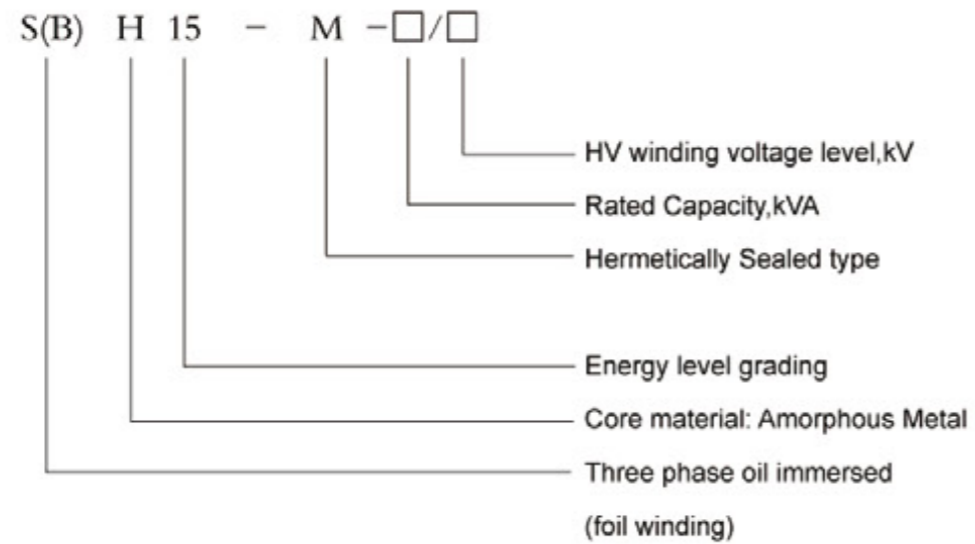 S(B) H 15 - M -□/□
HV winding voltage level,kV
Rated Capacity,kVA
Hermetically Sealed type
Energy level grading
Core material: Amorphous Metal
Three phase oil immersed
(foil winding)